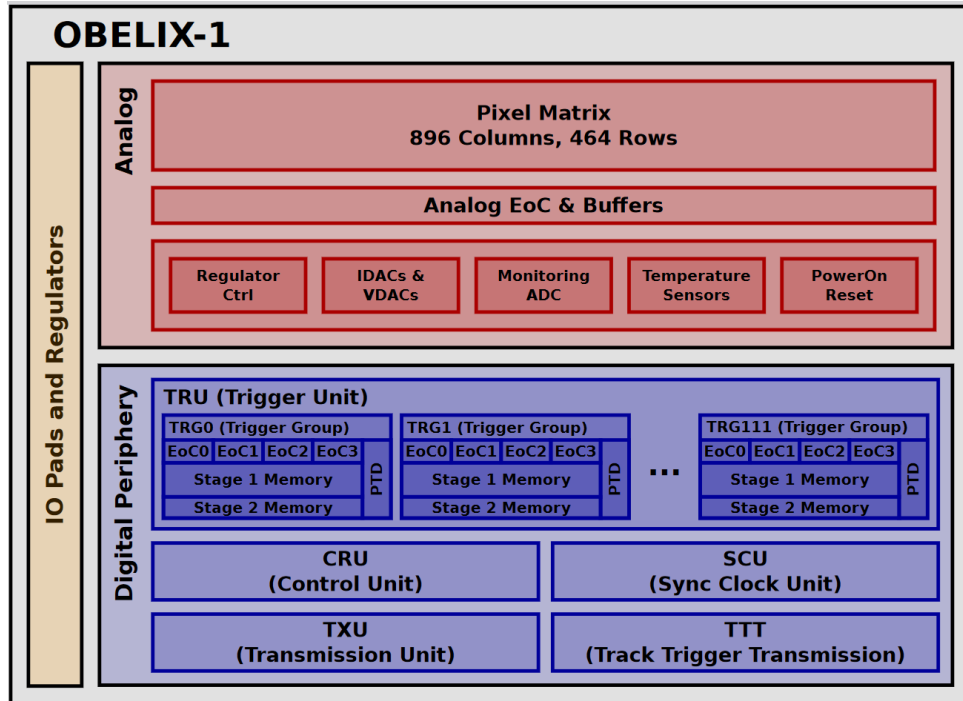 OBELIX-1
IO Pads and Regulators
Analog
Pixel Matrix
896 Columns, 464 Rows
Analog EoC & Buffers
Regulator
Ctrl
IDACs &
VDACs
Monitoring
ADC
Temperature
Sensors
PowerOn
Reset
Digital Periphery
TRU (Trigger Unit)
TRG0 (Trigger Group)
EoC0 EoC1 EoC2 EoC3
PTD
Stage 1 Memory
Stage 2 Memory
TRG1 (Trigger Group)
EoC0 EoC1 EoC2 EoC3
PTD
Stage 1 Memory
Stage 2 Memory
...
TRG111 (Trigger Group)
EoC0 EoC1 EoC2 EoC3
PTD
Stage 1 Memory
Stage 2 Memory
CRU
(Control Unit)
SCU
(Sync Clock Unit)
TXU
(Transmission Unit)
TTT
(Track Trigger Transmission)